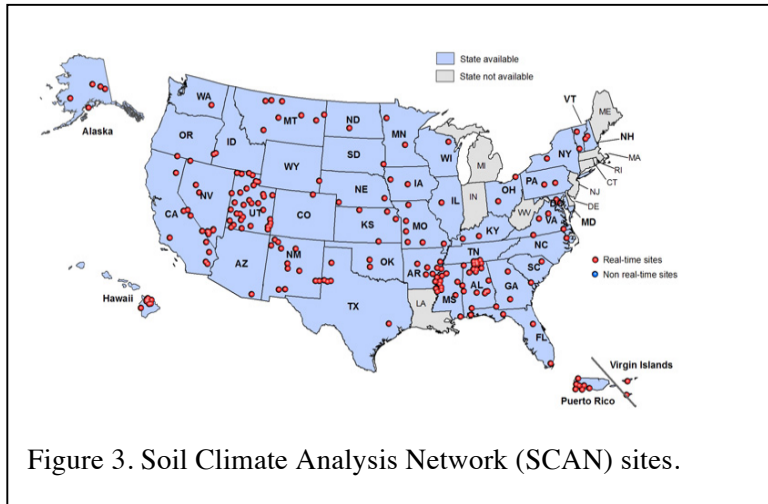 State available
State not available
WA
OR
ID
MT
ND
MN
WI
MI
SD
WY
NE
IA
IL
IN
OH
PA
NY
VT
NH
ME
MA
RI
CT
NJ
DE
MD
VA
WV
KY
NC
SC
TN
GA
AL
MS
AR
LA
FL
MO
KS
OK
TX
CO
NM
AZ
UT
NV
CA
Alaska
Hawaii
Real-time sites
Non real-time sites
Virgin Islands
Puerto Rico
Figure 3. Soil Climate Analysis Network (SCAN) sites.